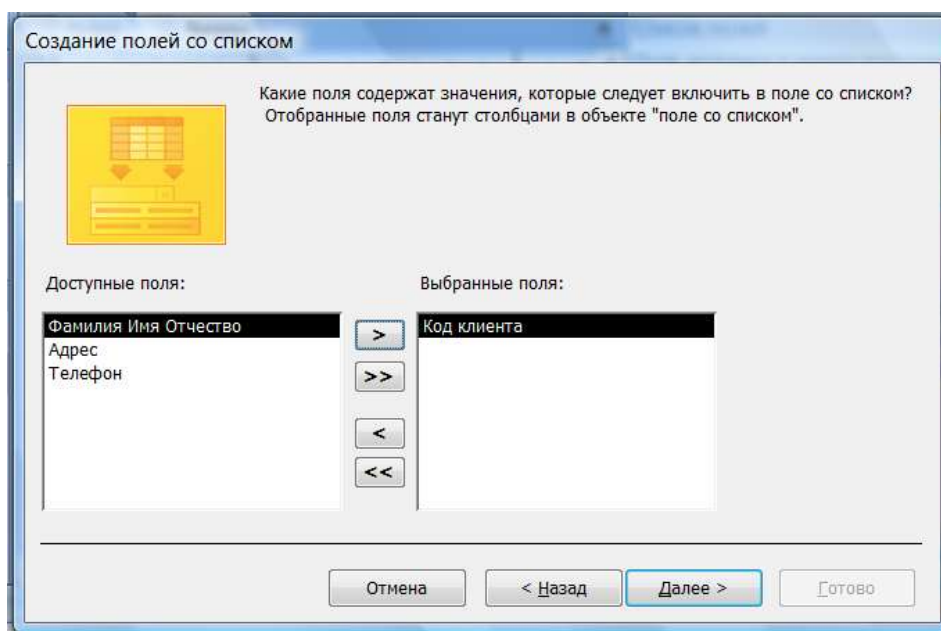 Создание полей со списком
Какие поля содержат значения, которые следует включить в поле со списком?
Отобранные поля станут столбцами в объекте "поле со списком".
Доступные поля:
Выбранные поля:
Фамилия Имя Отчество
Адрес
Телефон
>
>>
<
<<
Код клиента
Отмена
< Назад
Далее >
Готово